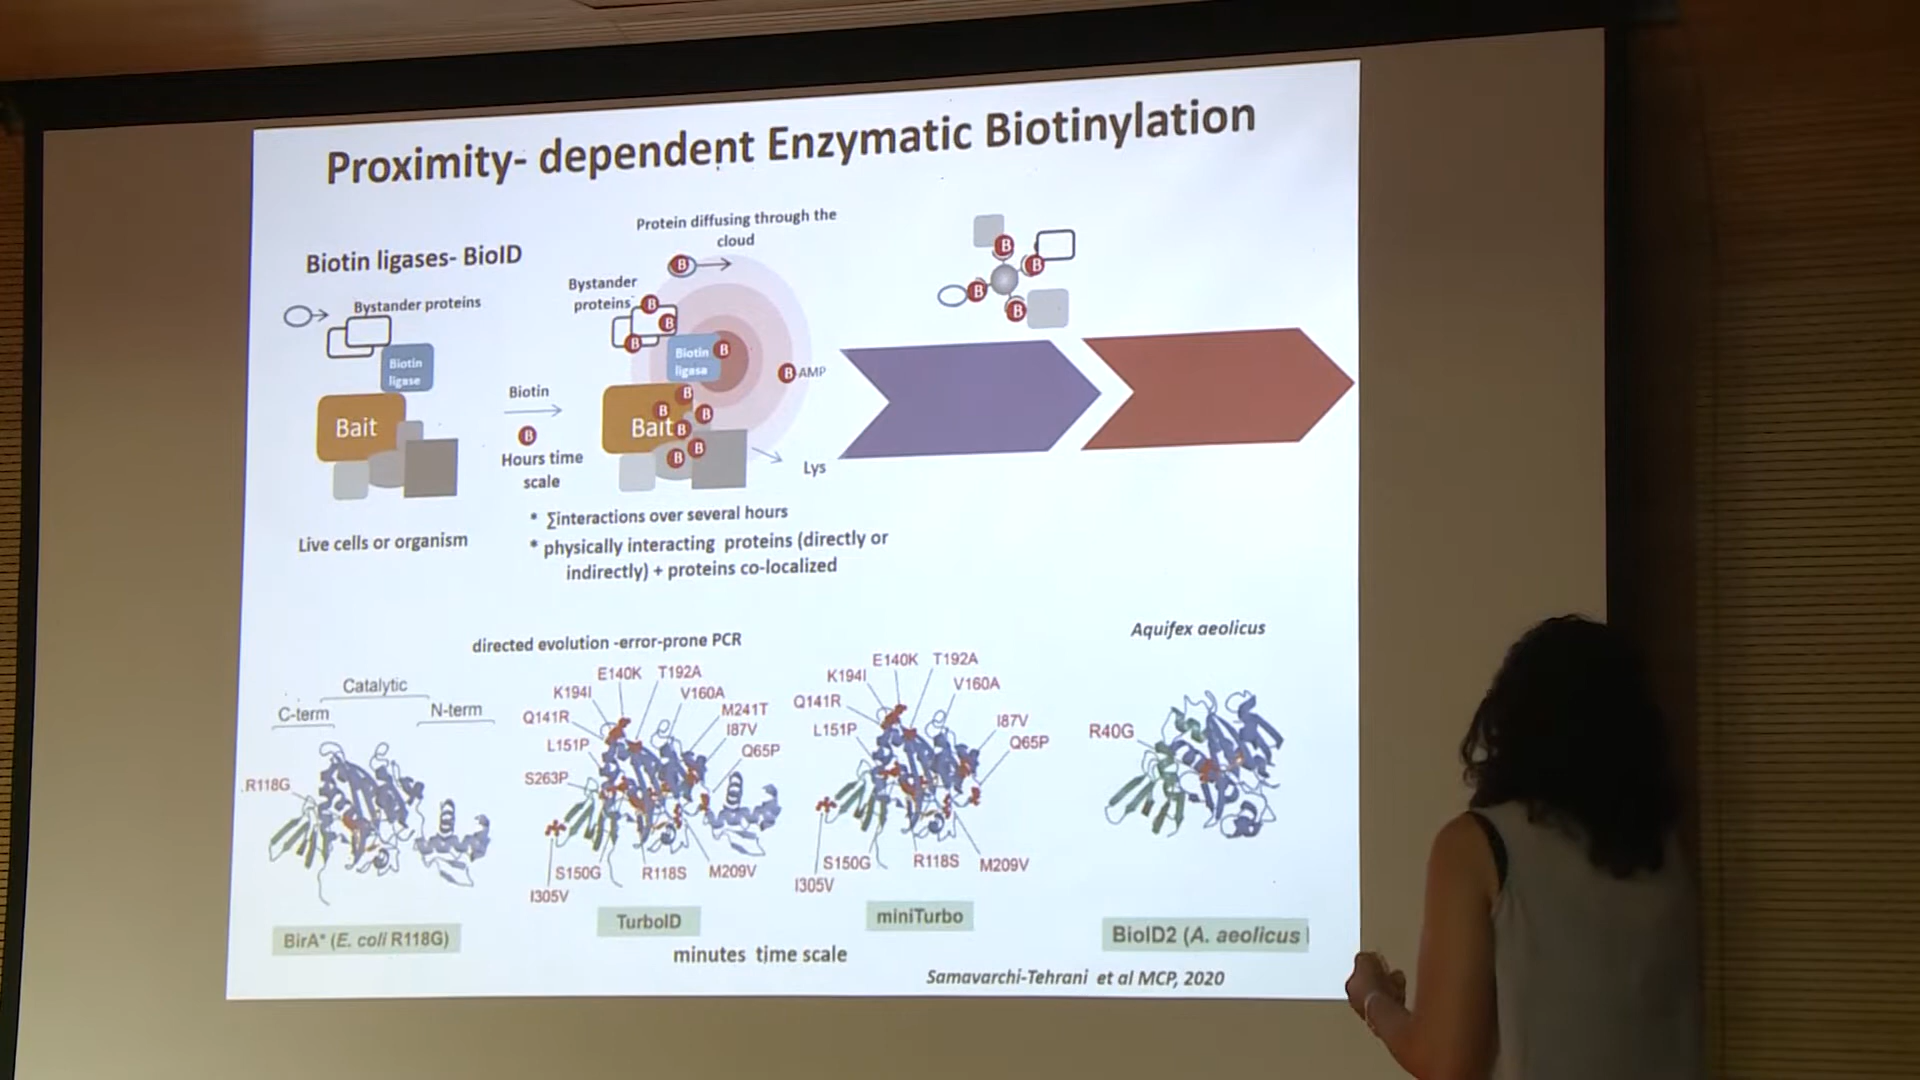 Proximity- dependent Enzymatic Biotinylation
Biotin ligases- BioID
Bystander proteins
Biotin
ligase
Bait
Live cells or organism
Biotin
B
Hours time
scale
Protein diffusing through the
cloud
B
Bystander
proteins
B
B
B
Biotin
ligase
B
B AMP
B
B
B
Bait
B
B
B
Lys
B
B
B
B
* ∑interactions over several hours
* physically interacting proteins (directly or
indirectly) + proteins co-localized
directed evolution -error-prone PCR
Catalytic
C-term
N-term
R118G
BirA* (E. coli R118G)
E140K
T192A
K194I
V160A
Q141R
M241T
I87V
L151P
Q65P
S263P
S150G
R118S
M209V
I305V
TurboID
E140K
T192A
K194I
V160A
Q141R
I87V
L151P
Q65P
S150G
R118S
M209V
I305V
miniTurbo
minutes time scale
Aquifex aeolicus
R40G
BioID2 (A. aeolicus
Samavarchi-Tehrani et al MCP, 2020